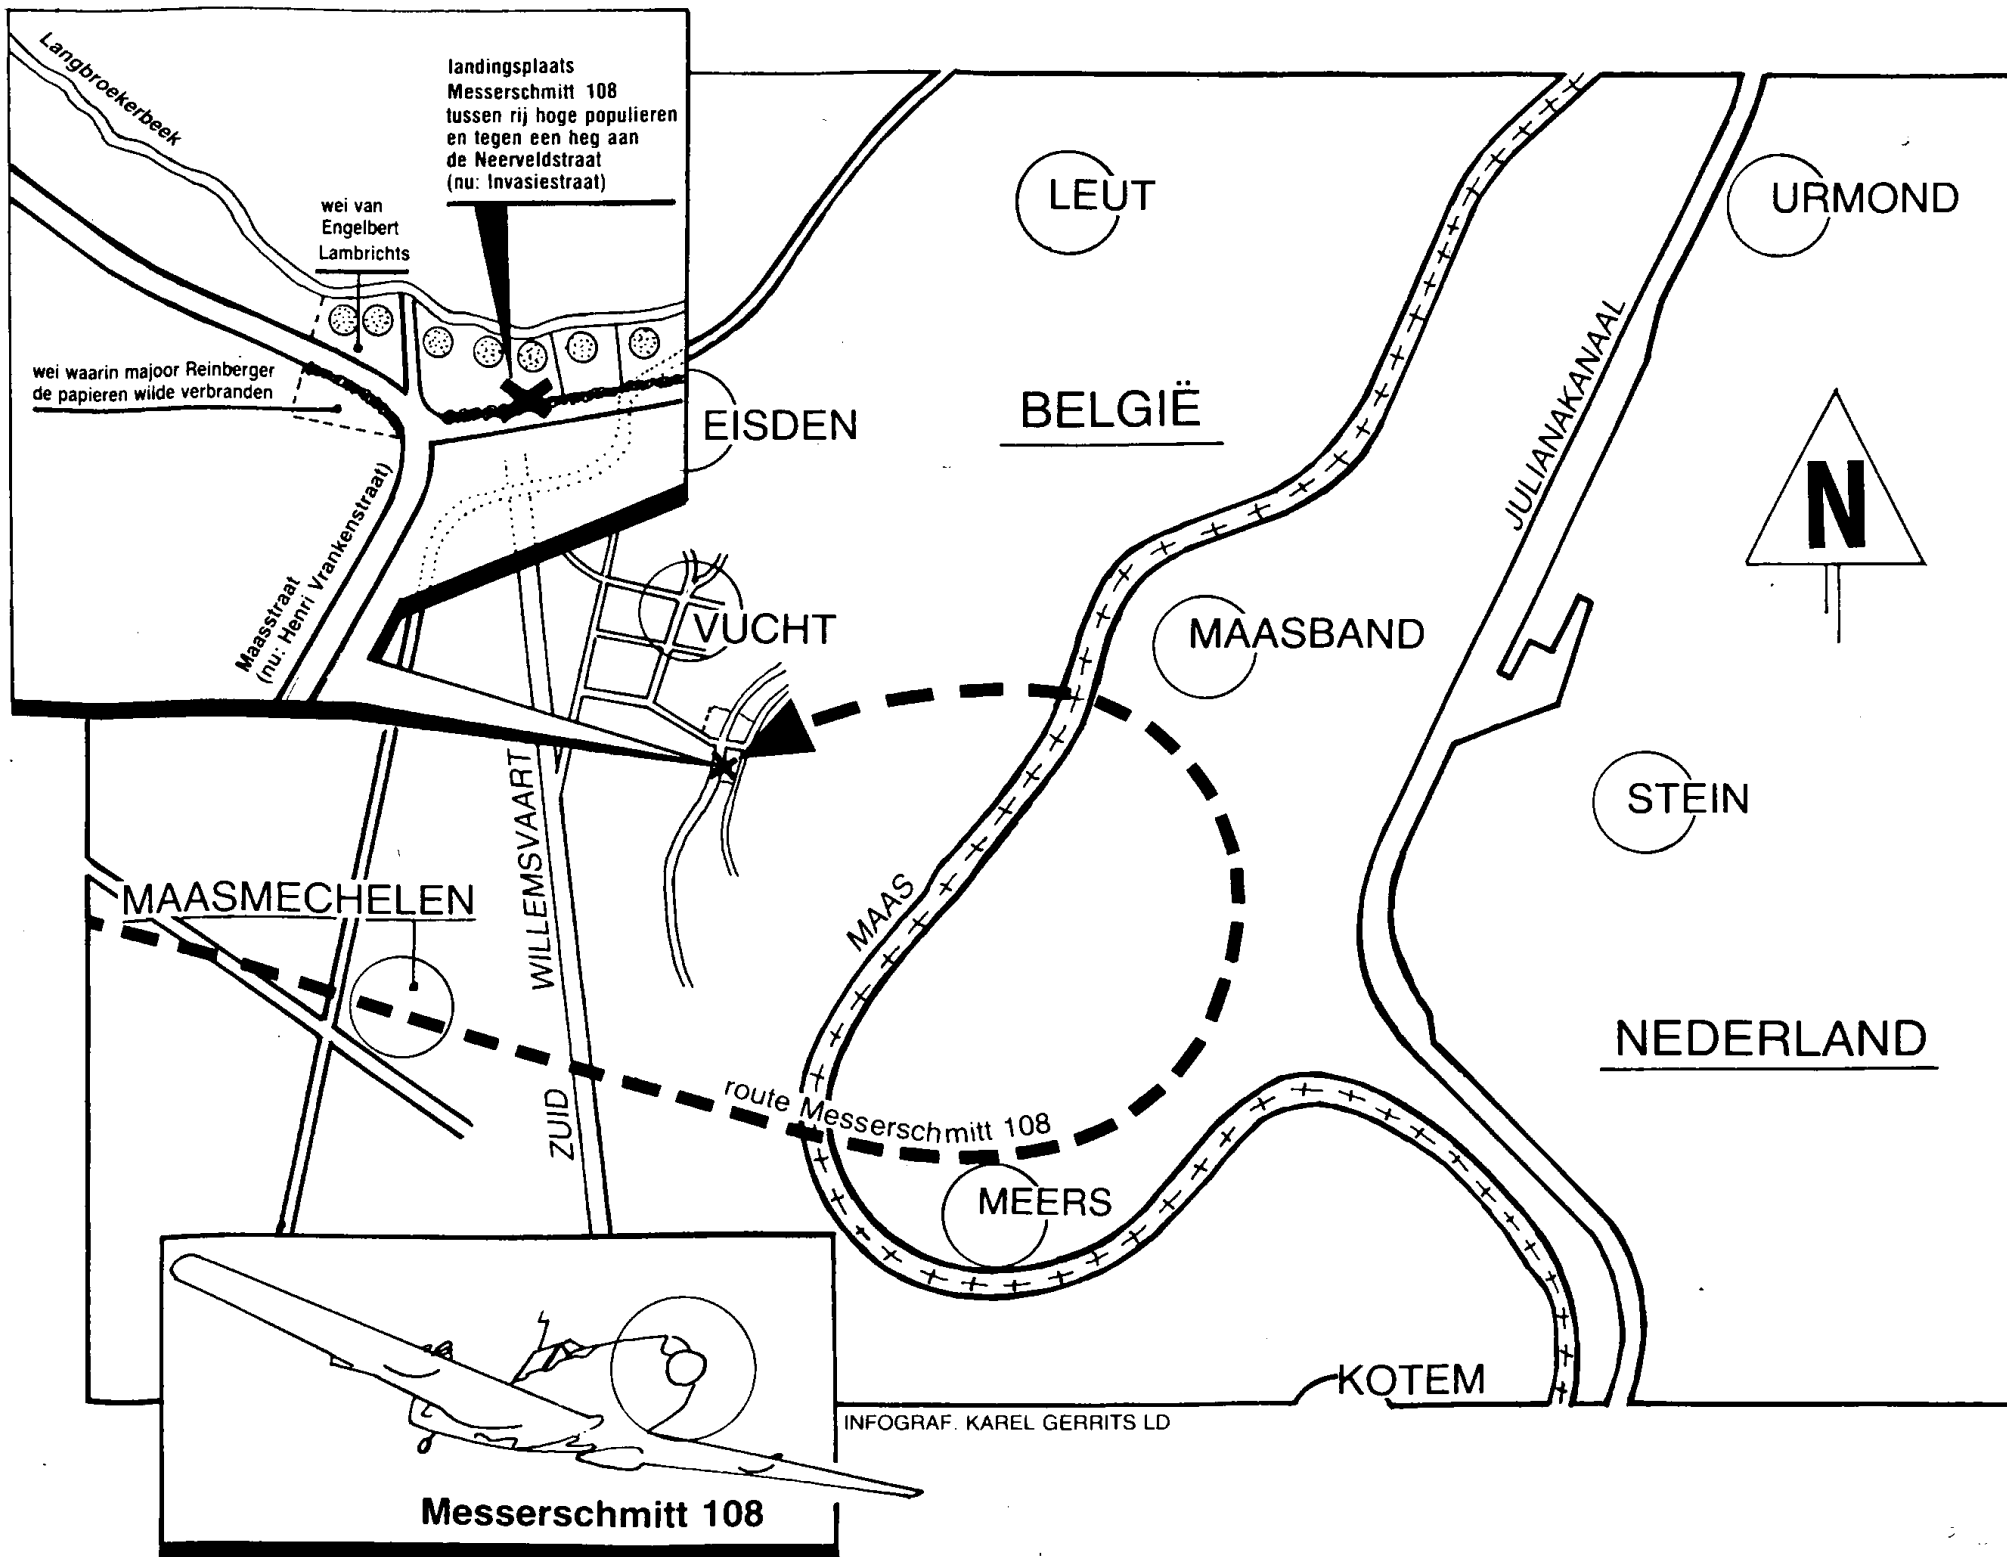 Langbroekerbeek
landingsplaats
Messerschmitt 108
tussen rij hoge populieren
en tegen een heg aan
de Neerveldstraat
(nu: Invasiestraat)
wei van
Engelbert
Lambrichts
wei waarin majoor Reinberger
de papieren wilde verbranden
Maasstraat
(nu: Henri Vrankenstraat)
LEUT
URMOND
EISDEN
BELGIË
JULIANAKANAAL
N
VUCHT
MAASBAND
STEIN
MAASMECHELEN
ZUID WILLEMSVAART
MAAS
NEDERLAND
route Messerschmitt 108
MEERS
KOTEM
INFOGRAF. KAREL GERRITS LD
Messerschmitt 108